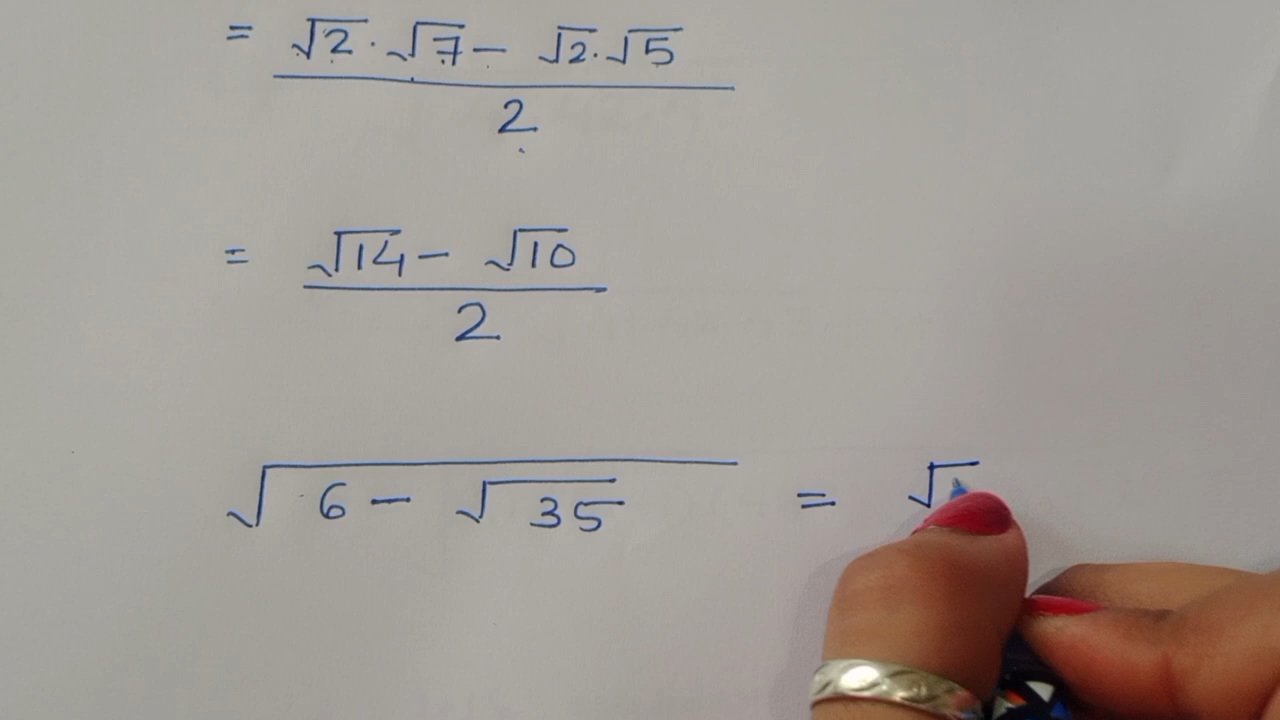 = √2·√7 - √2·√5
2
= √14 - √10
2
√(6 - √35) = √